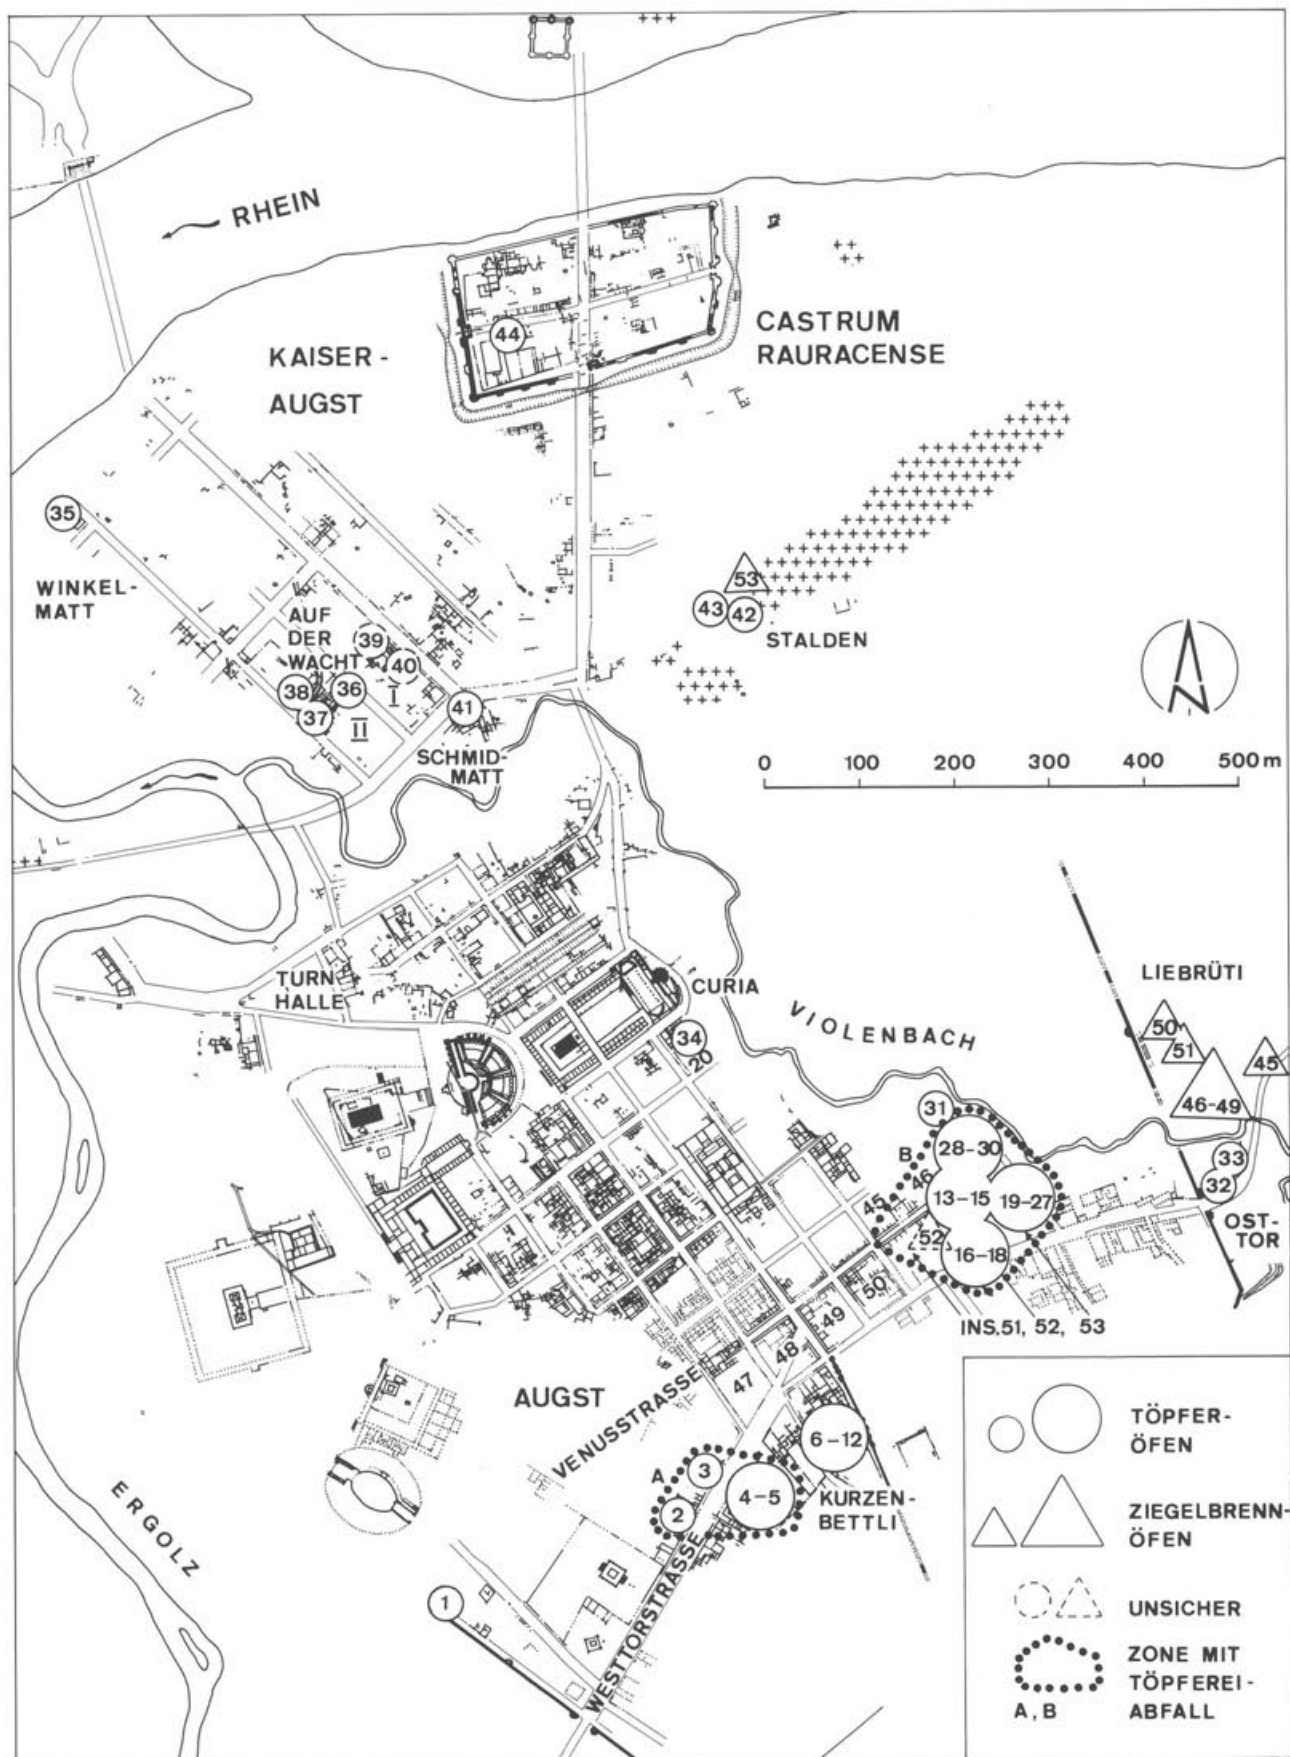 RHEIN
44
CASTRUM
RAURACENSE
KAISER-
AUGST
35
WINKEL-
MATT
AUF
DER
WACHT
39
40
38
36
37
I
II
41
SCHMID-
MATT
53
43
42
STALDEN
N
0 100 200 300 400 500m
TURN
HALLE
CURIA
34
20
VIOLENBACH
LIEBRÜTI
50
51
45
46-49
31
B
28-30
46
13-15
19-27
45
52
16-18
33
32
OST-
TOR
INS.51, 52, 53
50
49
48
47
AUGST
VENUSSTRASSE
6-12
A
3
4-5
2
KURZEN-
BETTLI
ERGOLZ
1
WESTTORSTRASSE
TÖPFER-
ÖFEN
ZIEGELBRENN-
ÖFEN
UNSICHER
ZONE MIT
TÖPFEREI-
A, B ABFALL